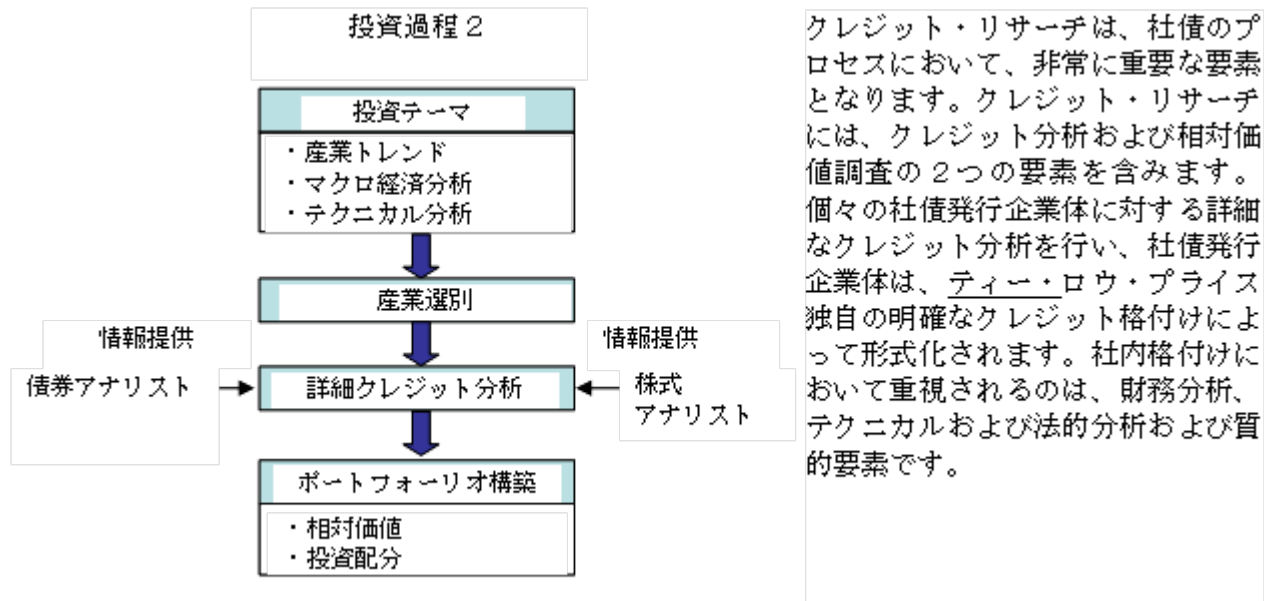 投資過程２
投資テーマ
・産業トレンド
・マクロ経済分析
・テクニカル分析
産業選別
情報提供
債券アナリスト
詳細クレジット分析
情報提供
株式
アナリスト
ポートフォーリオ構築
・相対価値
・投資配分
クレジット・リサーチは、社債のプ
ロセスにおいて、非常に重要な要素
となります。クレジット・リサーチ
には、クレジット分析および相対価
値調査の２つの要素を含みます。
個々の社債発行企業体に対する詳細
なクレジット分析を行い、社債発行
企業体は、ティー・ロウ・プライス
独自の明確なクレジット格付けによ
って形式化されます。社内格付けに
おいて重視されるのは、財務分析、
テクニカルおよび法的分析および質
的要素です。